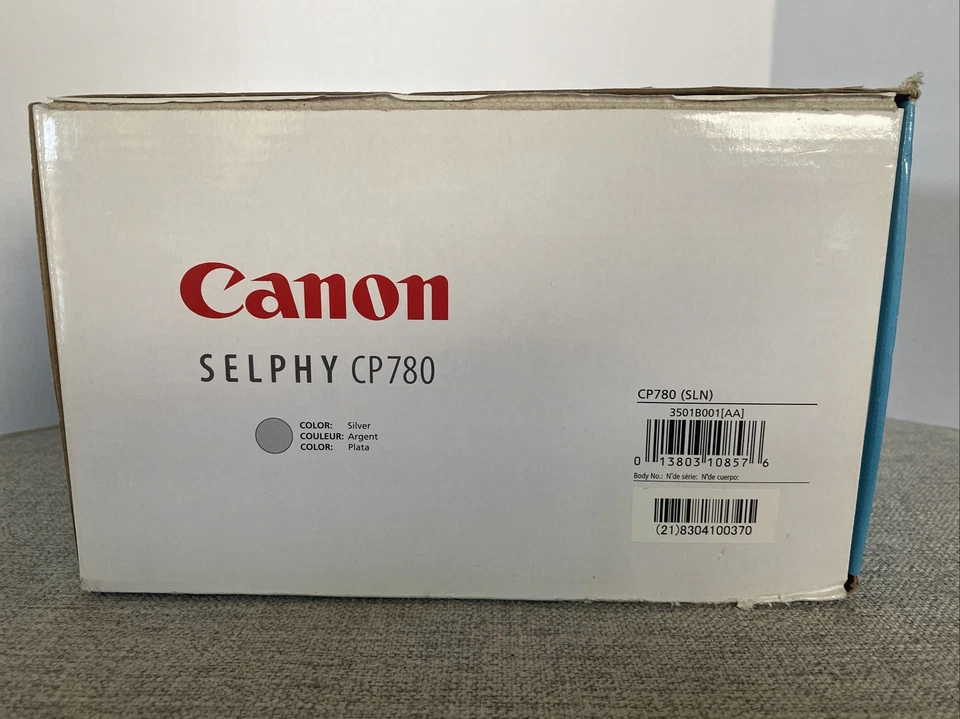 Canon
SELPHY CP780
COLOR: Silver
COULEUR: Argent
COLOR: Plata
CP780 (SLN)
3501B001[AA]
0 13803 10857 6
Body No.: N°de série: N°de cuerpo:
(21)8304100370